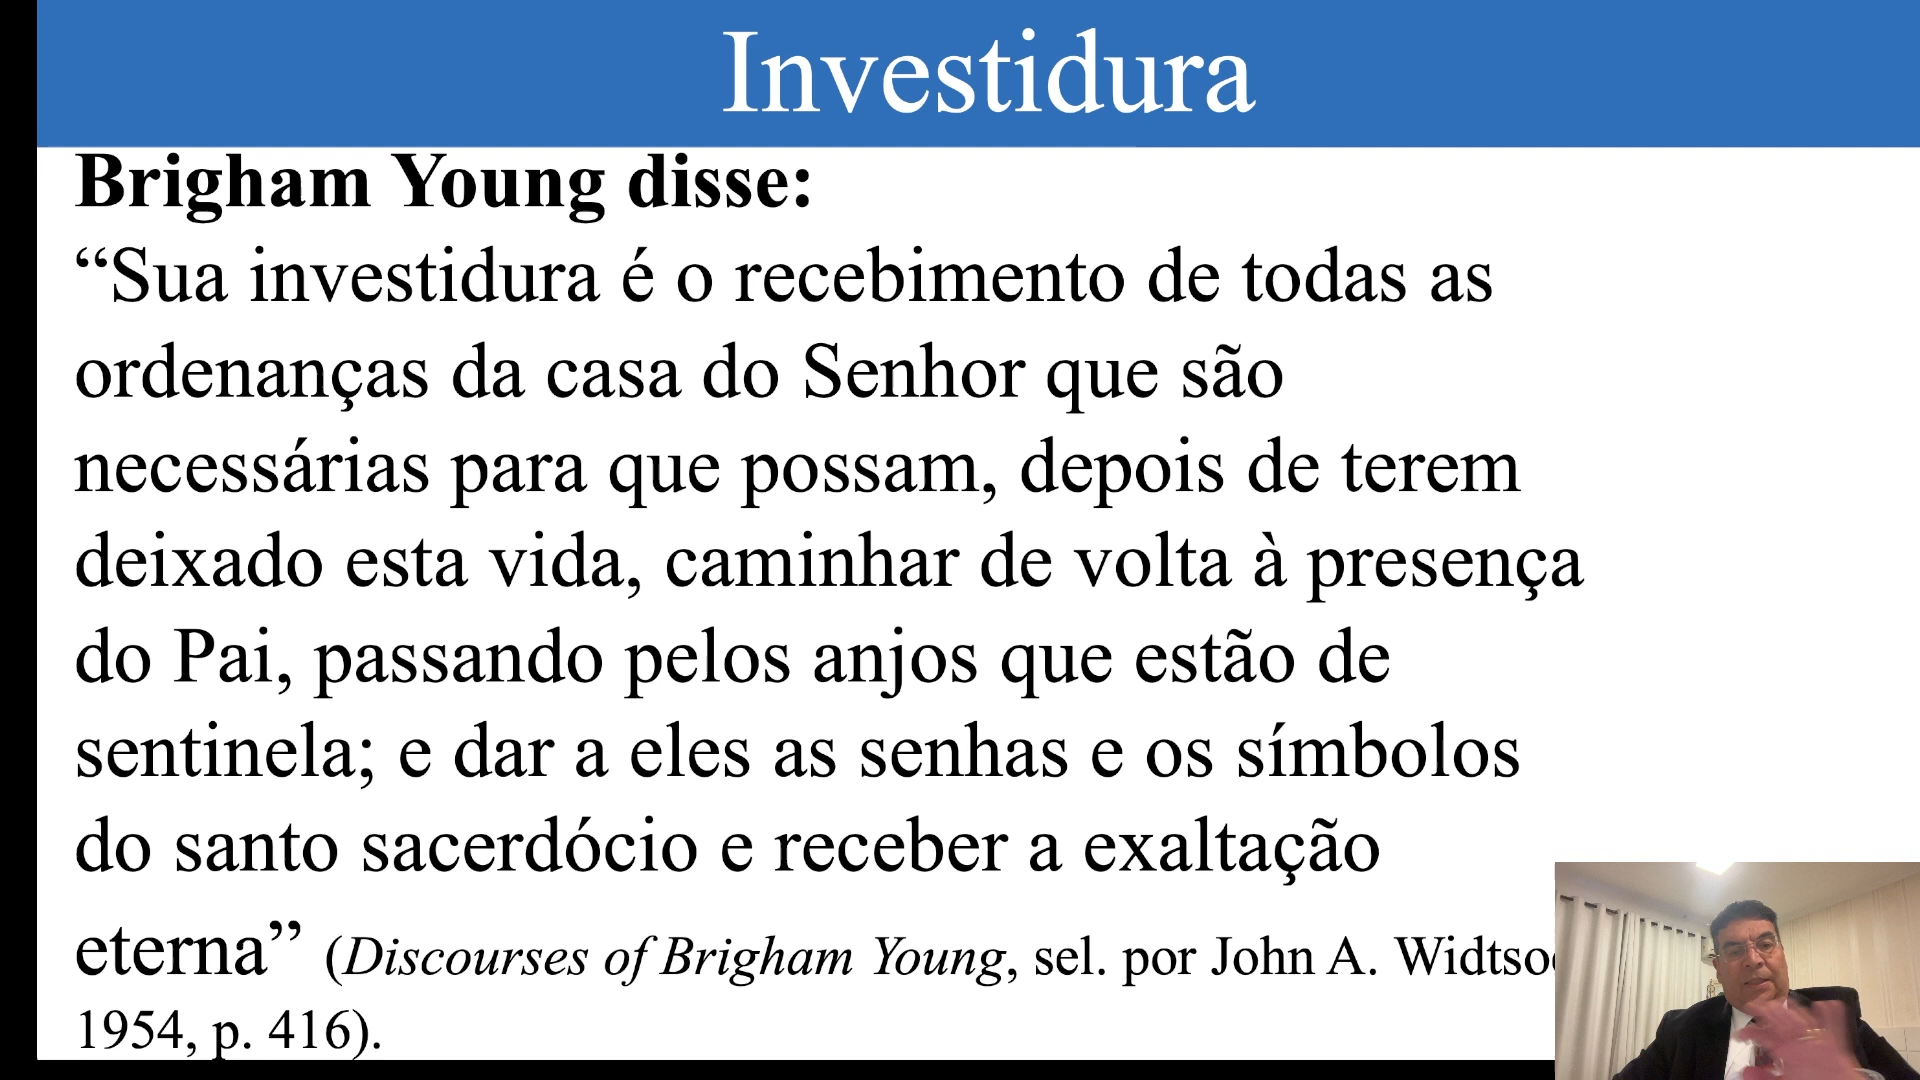 Investidura
Brigham Young disse:
“Sua investidura é o recebimento de todas as
ordenanças da casa do Senhor que são
necessárias para que possam, depois de terem
deixado esta vida, caminhar de volta à presença
do Pai, passando pelos anjos que estão de
sentinela; e dar a eles as senhas e os símbolos
do santo sacerdócio e receber a exaltação
eterna” (Discourses of Brigham Young, sel. por John A.
1954, p. 416).